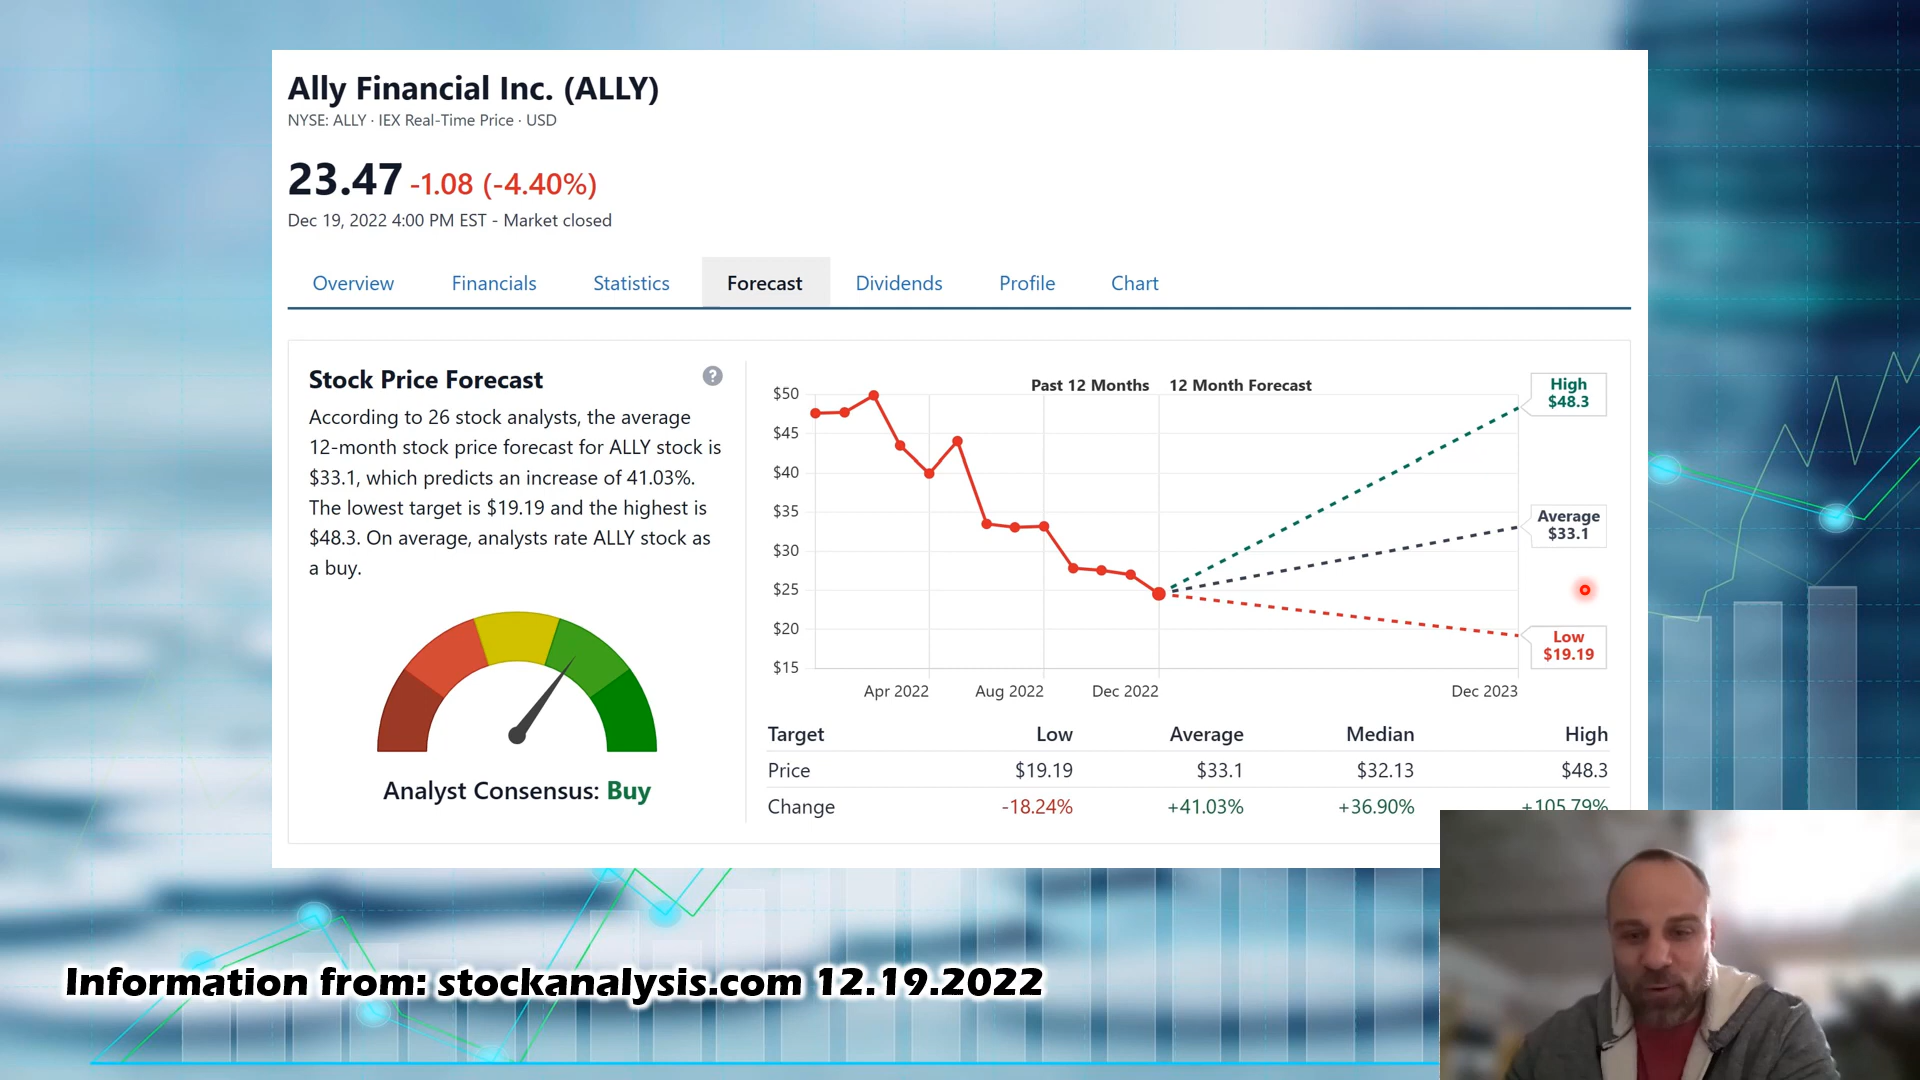 Ally Financial Inc. (ALLY)
NYSE: ALLY · IEX Real-Time Price · USD
23.47 -1.08 (-4.40%)
Dec 19, 2022 4:00 PM EST - Market closed
Overview Financials Statistics Forecast Dividends Profile Chart
Stock Price Forecast ?
According to 26 stock analysts, the average
12-month stock price forecast for ALLY stock is
$33.1, which predicts an increase of 41.03%.
The lowest target is $19.19 and the highest is
$48.3. On average, analysts rate ALLY stock as
a buy.
Analyst Consensus: Buy
Past 12 Months 12 Month Forecast
$50
$45
$40
$35
$30
$25
$20
$15
High
$48.3
Average
$33.1
Low
$19.19
Apr 2022 Aug 2022 Dec 2022 Dec 2023
Target Low Average Median High
Price $19.19 $33.1 $32.13 $48.3
Change -18.24% +41.03% +36.90% +105.79%
Information from: stockanalysis.com 12.19.2022